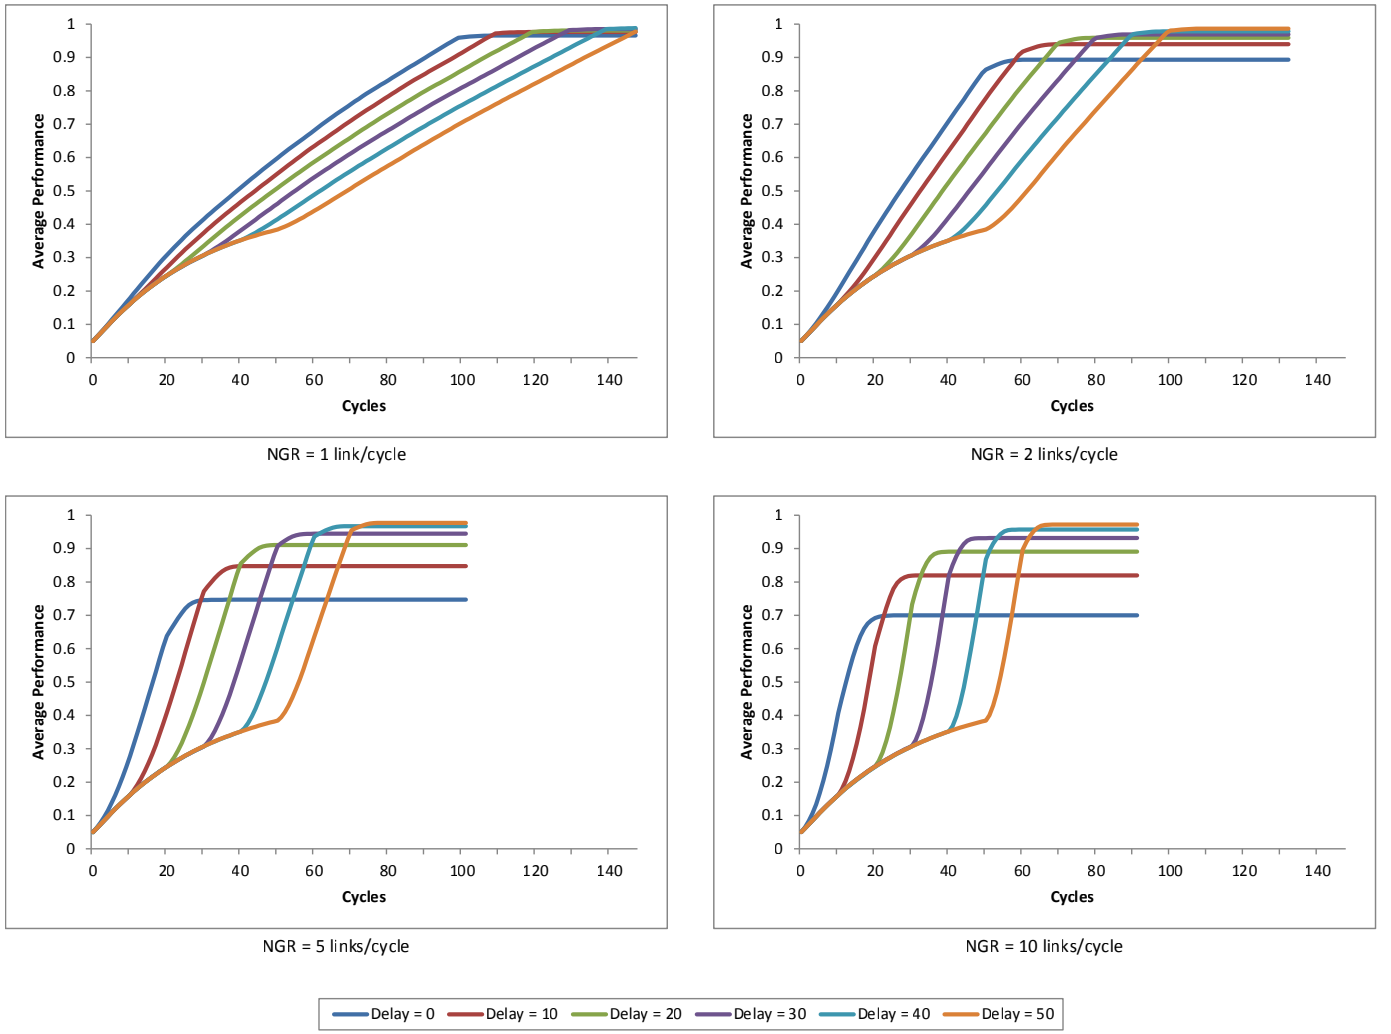 1
0.9
0.8
0.7
0.6
0.5
0.4
0.3
0.2
0.1
0
Average Performance
0 20 40 60 80 100 120 140
Cycles
NGR = 1 link/cycle
1
0.9
0.8
0.7
0.6
0.5
0.4
0.3
0.2
0.1
0
Average Performance
0 20 40 60 80 100 120 140
Cycles
NGR = 2 links/cycle
1
0.9
0.8
0.7
0.6
0.5
0.4
0.3
0.2
0.1
0
Average Performance
0 20 40 60 80 100 120 140
Cycles
NGR = 5 links/cycle
1
0.9
0.8
0.7
0.6
0.5
0.4
0.3
0.2
0.1
0
Average Performance
0 20 40 60 80 100 120 140
Cycles
NGR = 10 links/cycle
Delay = 0 Delay = 10 Delay = 20 Delay = 30 Delay = 40 Delay = 50